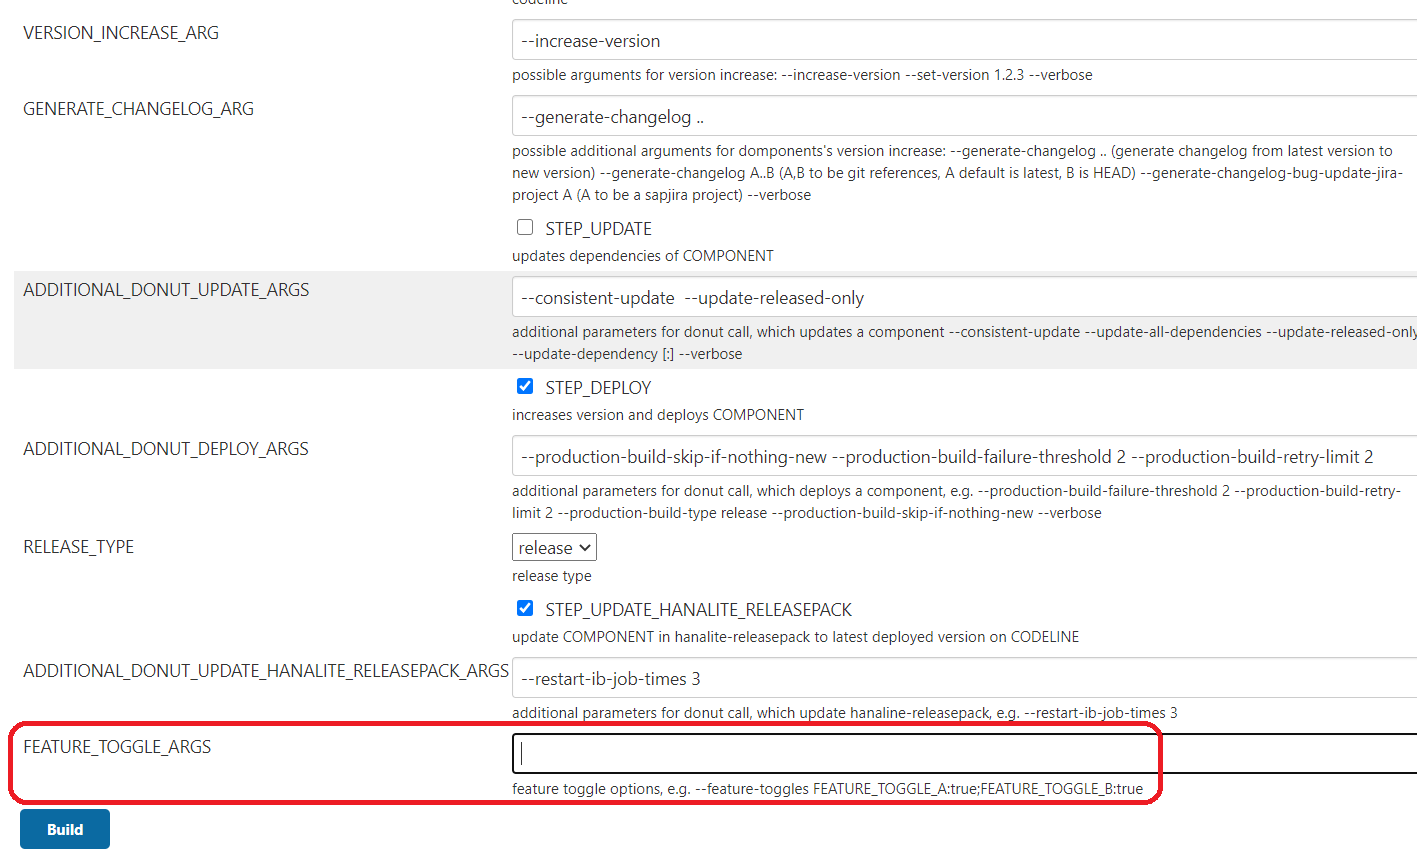 codeline
VERSION_INCREASE_ARG
--increase-version
possible arguments for version increase: --increase-version --set-version 1.2.3 --verbose
GENERATE_CHANGELOG_ARG
--generate-changelog ..
possible additional arguments for domponents's version increase: --generate-changelog .. (generate changelog from latest version to
new version) --generate-changelog A..B (A,B to be git references, A default is latest, B is HEAD) --generate-changelog-bug-update-jira-
project A (A to be a sapjira project) --verbose
STEP_UPDATE
updates dependencies of COMPONENT
ADDITIONAL_DONUT_UPDATE_ARGS
--consistent-update  --update-released-only
additional parameters for donut call, which updates a component --consistent-update --update-all-dependencies --update-released-only
--update-dependency [:] --verbose
STEP_DEPLOY
increases version and deploys COMPONENT
ADDITIONAL_DONUT_DEPLOY_ARGS
--production-build-skip-if-nothing-new --production-build-failure-threshold 2 --production-build-retry-limit 2
additional parameters for donut call, which deploys a component, e.g. --production-build-failure-threshold 2 --production-build-retry-
limit 2 --production-build-type release --production-build-skip-if-nothing-new --verbose
RELEASE_TYPE
release
release type
STEP_UPDATE_HANALITE_RELEASEPACK
update COMPONENT in hanalite-releasepack to latest deployed version on CODELINE
ADDITIONAL_DONUT_UPDATE_HANALITE_RELEASEPACK_ARGS
--restart-ib-job-times 3
additional parameters for donut call, which update hanaline-releasepack, e.g. --restart-ib-job-times 3
FEATURE_TOGGLE_ARGS
feature toggle options, e.g. --feature-toggles FEATURE_TOGGLE_A:true;FEATURE_TOGGLE_B:true
Build